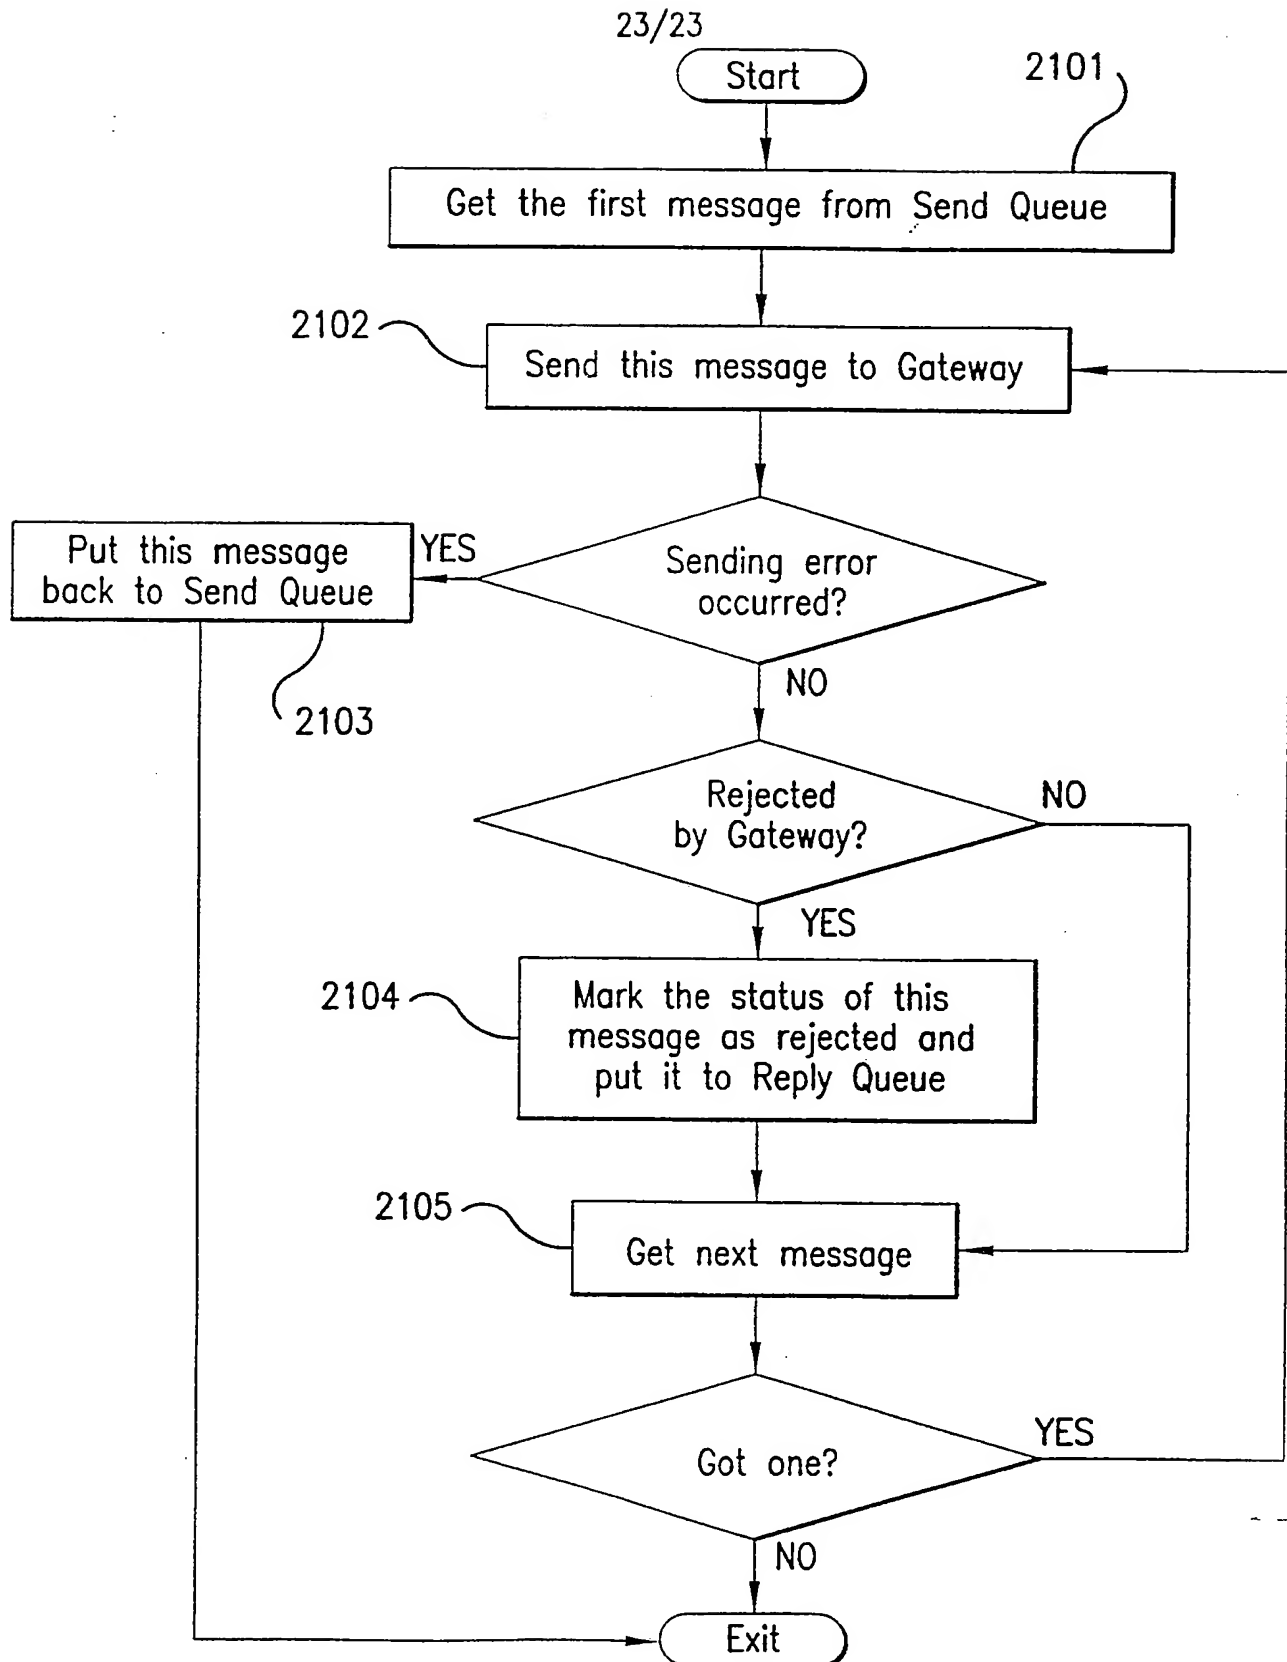 23/23
Start
2101
Get the first message from Send Queue
2102
Send this message to Gateway
Put this message
back to Send Queue
YES
Sending error
occurred?
2103
NO
Rejected
by Gateway?
NO
YES
2104
Mark the status of this
message as rejected and
put it to Reply Queue
2105
Get next message
Got one?
YES
NO
Exit